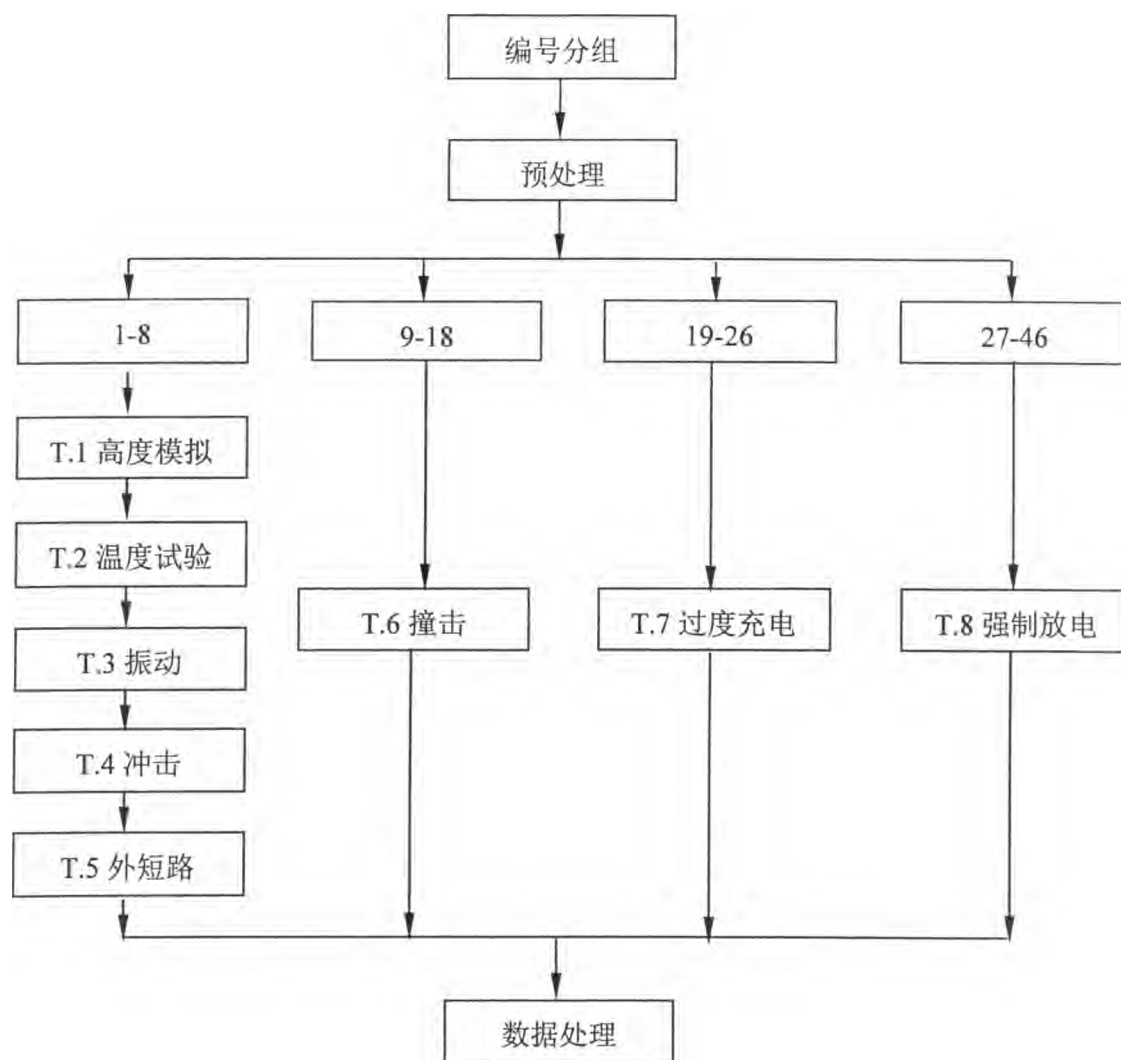 编号分组
预处理
1-8
9-18
19-26
27-46
T.1 高度模拟
T.2 温度试验
T.6 撞击
T.7 过度充电
T.8 强制放电
T.3 振动
T.4 冲击
T.5 外短路
数据处理